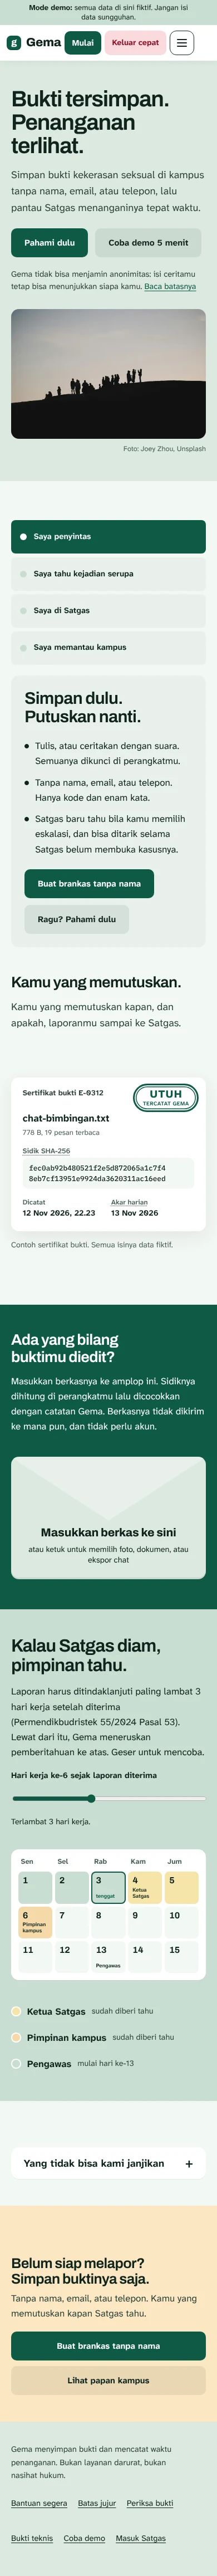 Mode demo: semua data di sini fiktif. Jangan isi
data sungguhan.
g Gema
Mulai
Keluar cepat
Bukti tersimpan.
Penanganan
terlihat.
Simpan bukti kekerasan seksual di kampus
tanpa nama, email, atau telepon, lalu
pantau Satgas menanganinya tepat waktu.
Pahami dulu
Coba demo 5 menit
Gema tidak bisa menjamin anonimitas: isi ceritamu
tetap bisa menunjukkan siapa kamu. Baca batasnya
Foto: Joey Zhou, Unsplash
Saya penyintas
Saya tahu kejadian serupa
Saya di Satgas
Saya memantau kampus
Simpan dulu.
Putuskan nanti.
Tulis, atau ceritakan dengan suara.
Semuanya dikunci di perangkatmu.
Tanpa nama, email, atau telepon.
Hanya kode dan enam kata.
Satgas baru tahu bila kamu memilih
eskalasi, dan bisa ditarik selama
Satgas belum membuka kasusnya.
Buat brankas tanpa nama
Ragu? Pahami dulu
Kamu yang memutuskan.
Kamu yang memutuskan kapan, dan
apakah, laporanmu sampai ke Satgas.
Sertifikat bukti E-0312
UTUH
TERCATAT GEMA
chat-bimbingan.txt
778 B, 19 pesan terbaca
Sidik SHA-256
fec0ab92b480521f2e5d872065a1c7f4
8eb7cf13951e9924da3620311ac16eed
Dicatat
12 Nov 2026, 22.23
Akar harian
13 Nov 2026
Contoh sertifikat bukti. Semua isinya data fiktif.
Ada yang bilang
buktimu diedit?
Masukkan berkasnya ke amplop ini. Sidiknya
dihitung di perangkatmu lalu dicocokkan
dengan catatan Gema. Berkasnya tidak dikirim
ke mana pun, dan tidak perlu akun.
Masukkan berkas ke sini
atau ketuk untuk memilih foto, dokumen, atau
ekspor chat
Kalau Satgas diam,
pimpinan tahu.
Laporan harus ditindaklanjuti paling lambat 3
hari kerja setelah diterima
(Permendikbudristek 55/2024 Pasal 53).
Lewat dari itu, Gema meneruskan
pemberitahuan ke atas. Geser untuk mencoba.
Hari kerja ke-6 sejak laporan diterima
Terlambat 3 hari kerja.
Sen Sel Rab Kam Jum
1 2 3 4 5
tenggat Ketua
Satgas
6 7 8 9 10
Pimpinan
kampus
11 12 13 14 15
Pengawas
Ketua Satgas sudah diberi tahu
Pimpinan kampus sudah diberi tahu
Pengawas mulai hari ke-13
Yang tidak bisa kami janjikan +
Belum siap melapor?
Simpan buktinya saja.
Tanpa nama, email, atau telepon. Kamu yang
memutuskan kapan Satgas tahu.
Buat brankas tanpa nama
Lihat papan kampus
Gema menyimpan bukti dan mencatat waktu
penanganan. Bukan layanan darurat, bukan
nasihat hukum.
Bantuan segera Batas jujur Periksa bukti
Bukti teknis Coba demo Masuk Satgas